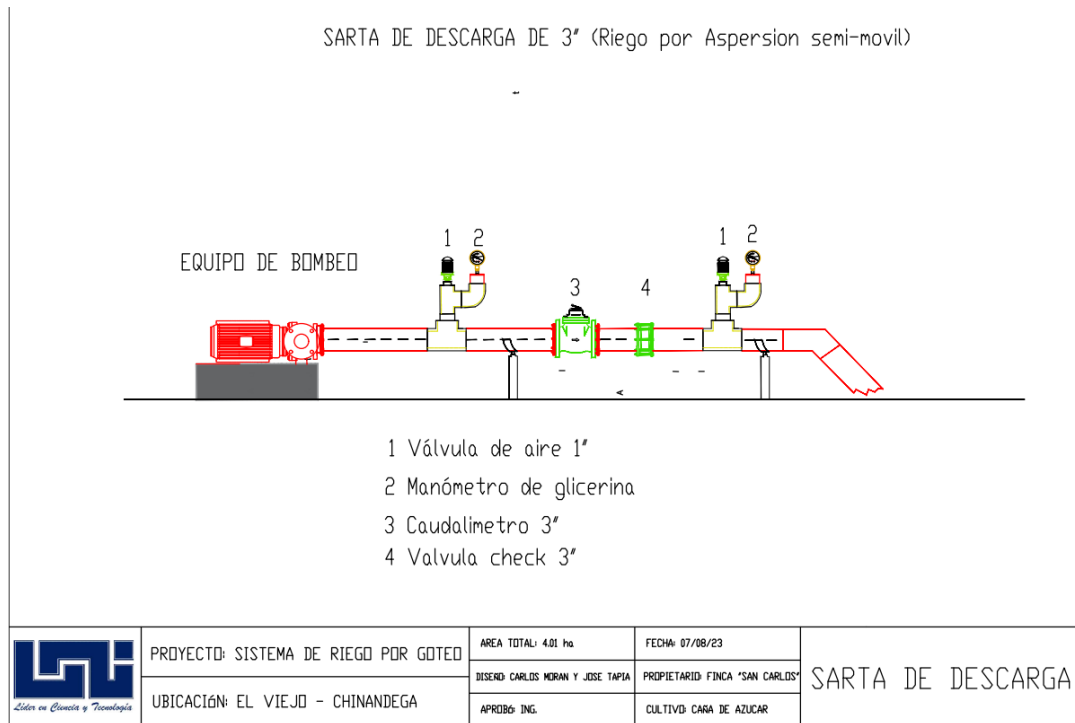 SARTA DE DESCARGA DE 3" (Riego por Aspersion semi-movil)
EQUIPO DE BOMBEO
1 2 1 2
3 4
1 Válvula de aire 1"
2 Manómetro de glicerina
3 Caudalimetro 3"
4 Valvula check 3"
Líder en Ciencia y Tecnología
PROYECTO: SISTEMA DE RIEGO POR GOTEO
UBICACIÓN: EL VIEJO - CHINANDEGA
AREA TOTAL: 4.01 ha
DISEÑO: CARLOS MORAN Y JOSE TAPIA
APROBÓ: ING.
FECHA: 07/08/23
PROPIETARIO: FINCA "SAN CARLOS"
CULTIVO: CAÑA DE AZUCAR
SARTA DE DESCARGA